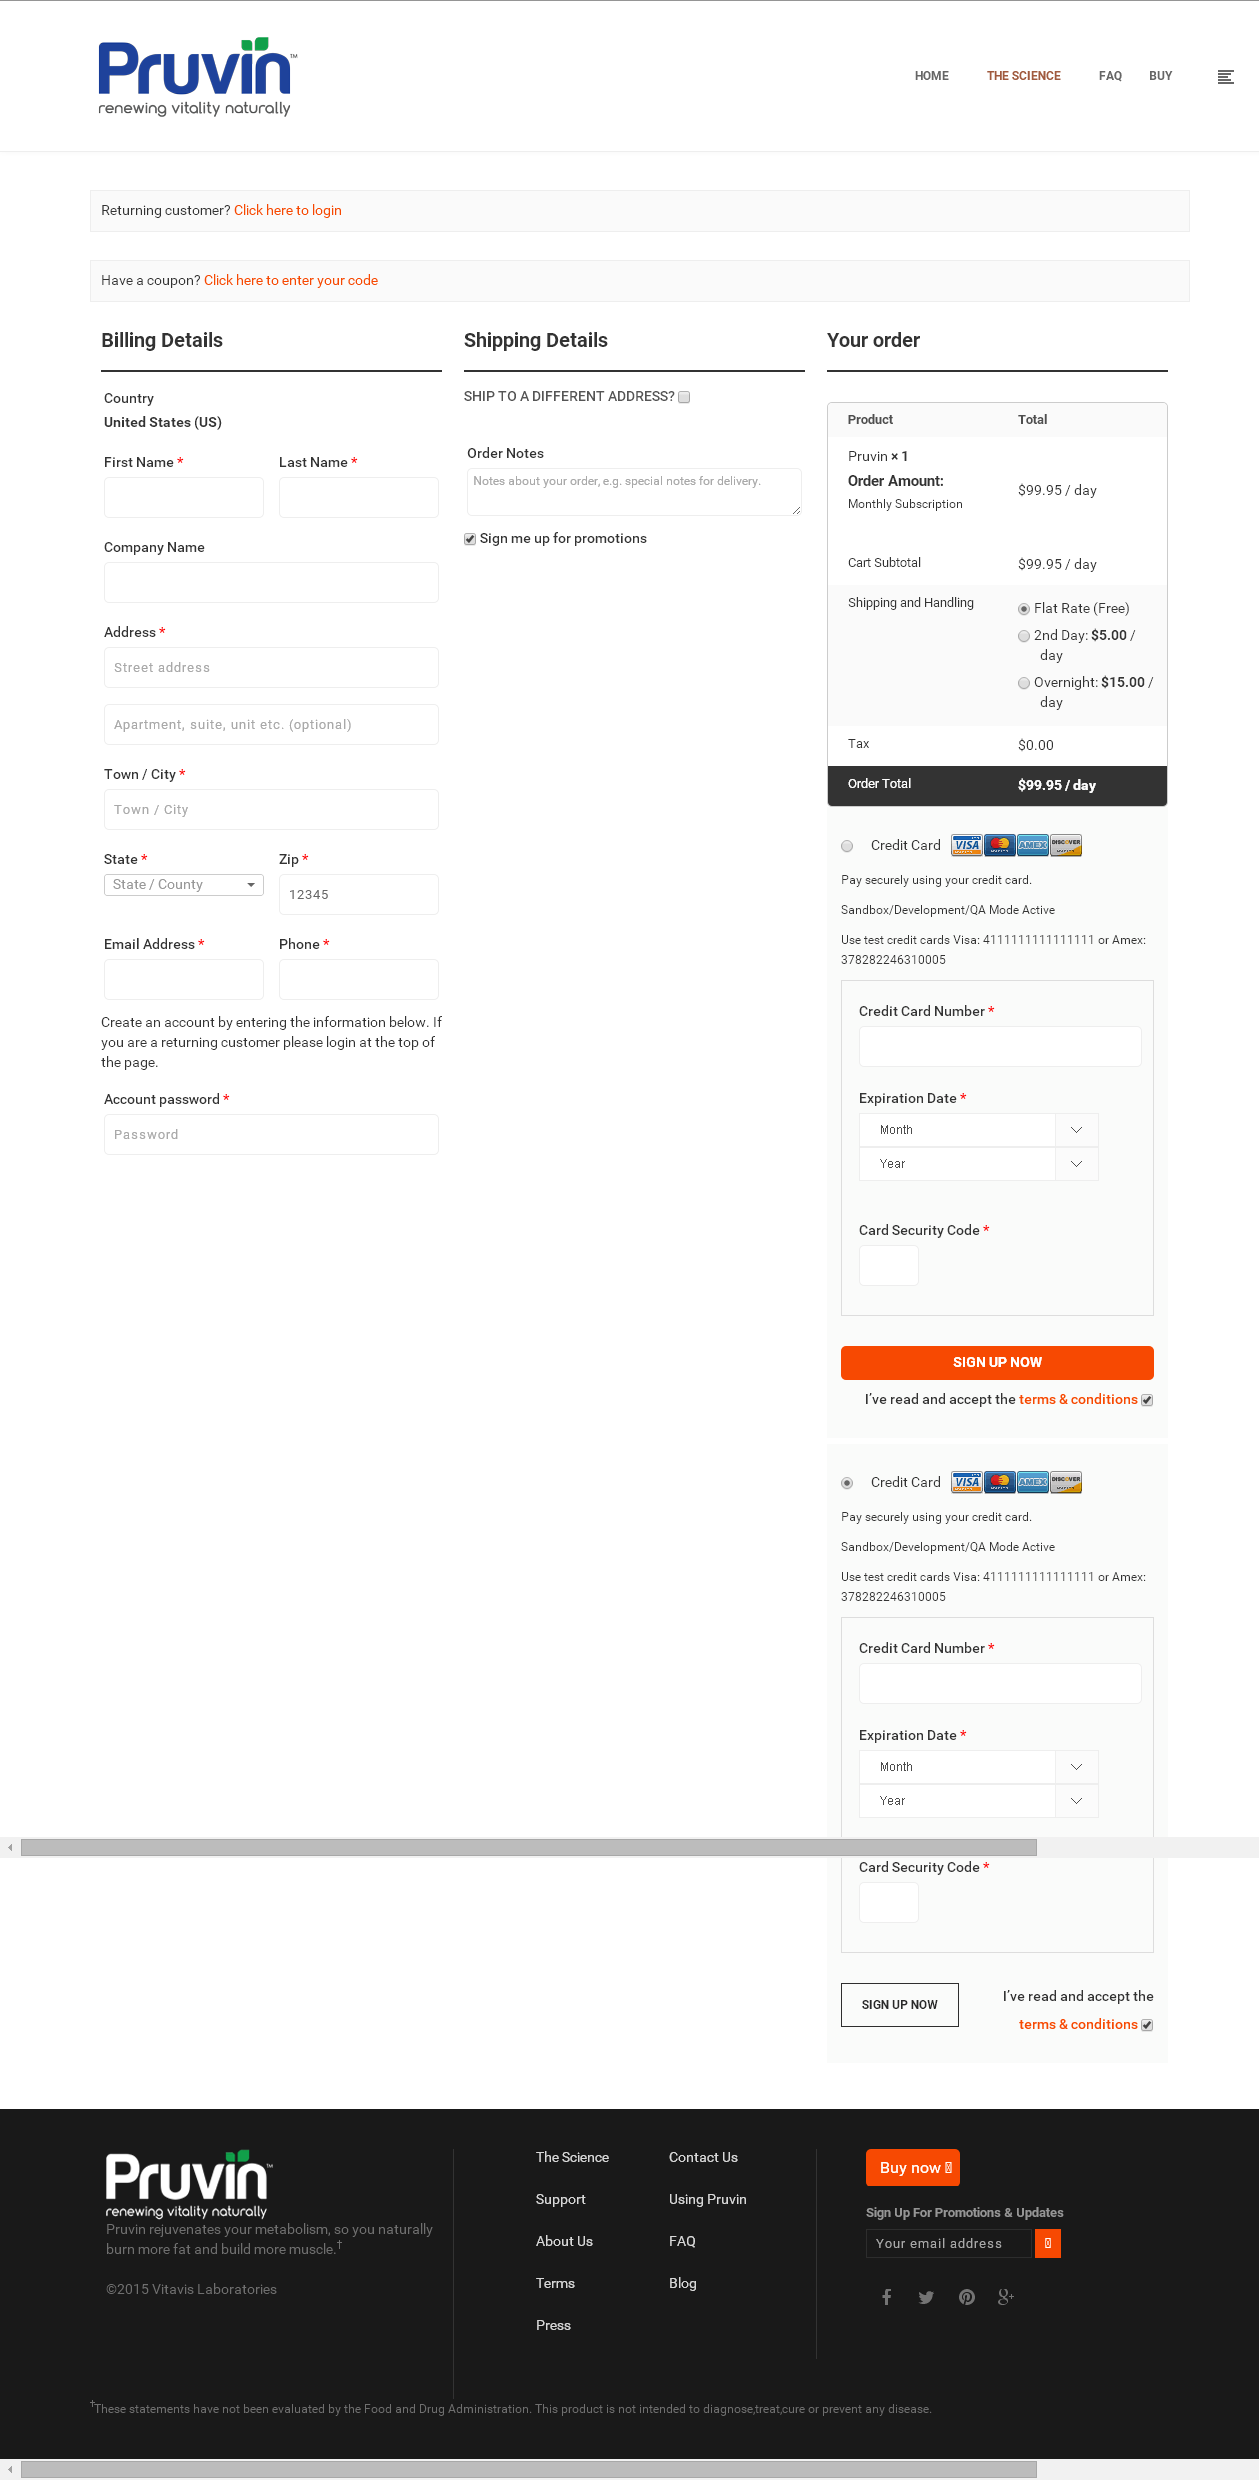 Pruvin™
renewing vitality naturally
HOME THE SCIENCE FAQ BUY
Returning customer? Click here to login
Have a coupon? Click here to enter your code
Billing Details
Country
United States (US)
First Name * Last Name *
Company Name
Address *
Street address
Apartment, suite, unit etc. (optional)
Town / City *
Town / City
State * Zip *
State / County 12345
Email Address * Phone *
Create an account by entering the information below. If
you are a returning customer please login at the top of
the page.
Account password *
Password
Shipping Details
SHIP TO A DIFFERENT ADDRESS?
Order Notes
Notes about your order, e.g. special notes for delivery.
Sign me up for promotions
Your order
Product Total
Pruvin × 1
Order Amount:
Monthly Subscription
$99.95 / day
Cart Subtotal $99.95 / day
Shipping and Handling Flat Rate (Free)
2nd Day: $5.00 /
day
Overnight: $15.00 /
day
Tax $0.00
Order Total $99.95 / day
Credit Card VISA MasterCard AMEX DISCOVER
Pay securely using your credit card.
Sandbox/Development/QA Mode Active
Use test credit cards Visa: 4111111111111111 or Amex:
378282246310005
Credit Card Number *
Expiration Date *
Month
Year
Card Security Code *
SIGN UP NOW
I've read and accept the terms & conditions
Credit Card VISA MasterCard AMEX DISCOVER
Pay securely using your credit card.
Sandbox/Development/QA Mode Active
Use test credit cards Visa: 4111111111111111 or Amex:
378282246310005
Credit Card Number *
Expiration Date *
Month
Year
Card Security Code *
SIGN UP NOW
I've read and accept the
terms & conditions
Pruvin™
renewing vitality naturally
Pruvin rejuvenates your metabolism, so you naturally
burn more fat and build more muscle.†
©2015 Vitavis Laboratories
The Science
Support
About Us
Terms
Press
Contact Us
Using Pruvin
FAQ
Blog
Buy now
Sign Up For Promotions & Updates
Your email address
†These statements have not been evaluated by the Food and Drug Administration. This product is not intended to diagnose,treat,cure or prevent any disease.